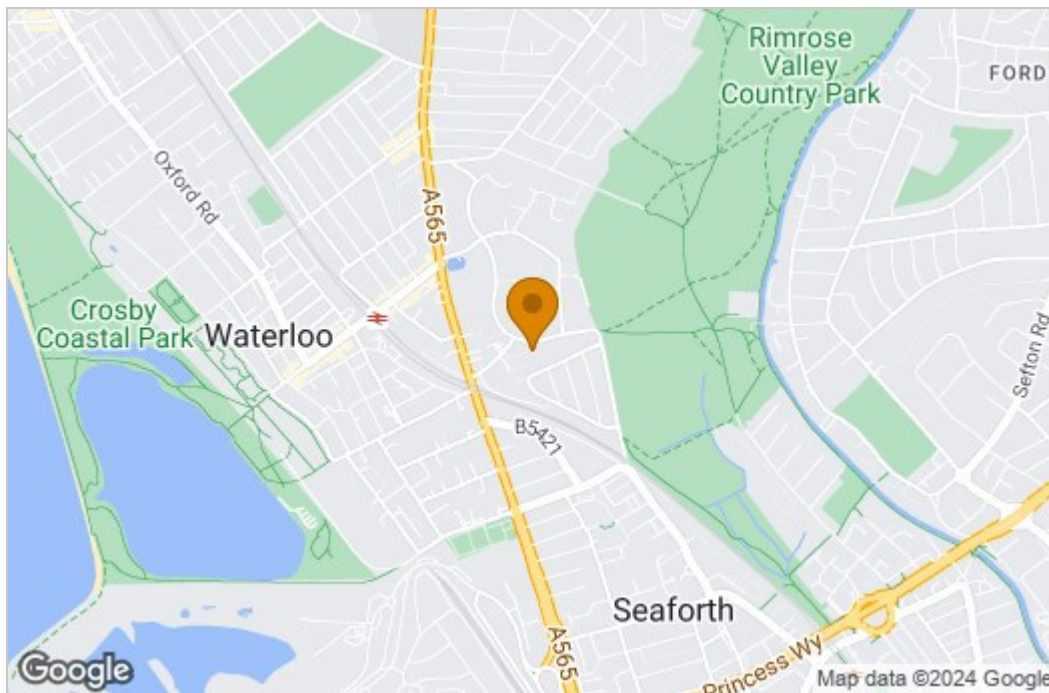 Rimrose
Valley
Country Park
FORD
Oxford Rd
A565
Crosby
Coastal Park
Waterloo
Sefton Rd
B5421
Seaforth
A565
Princess Wy
Google
Map data ©2024 Google